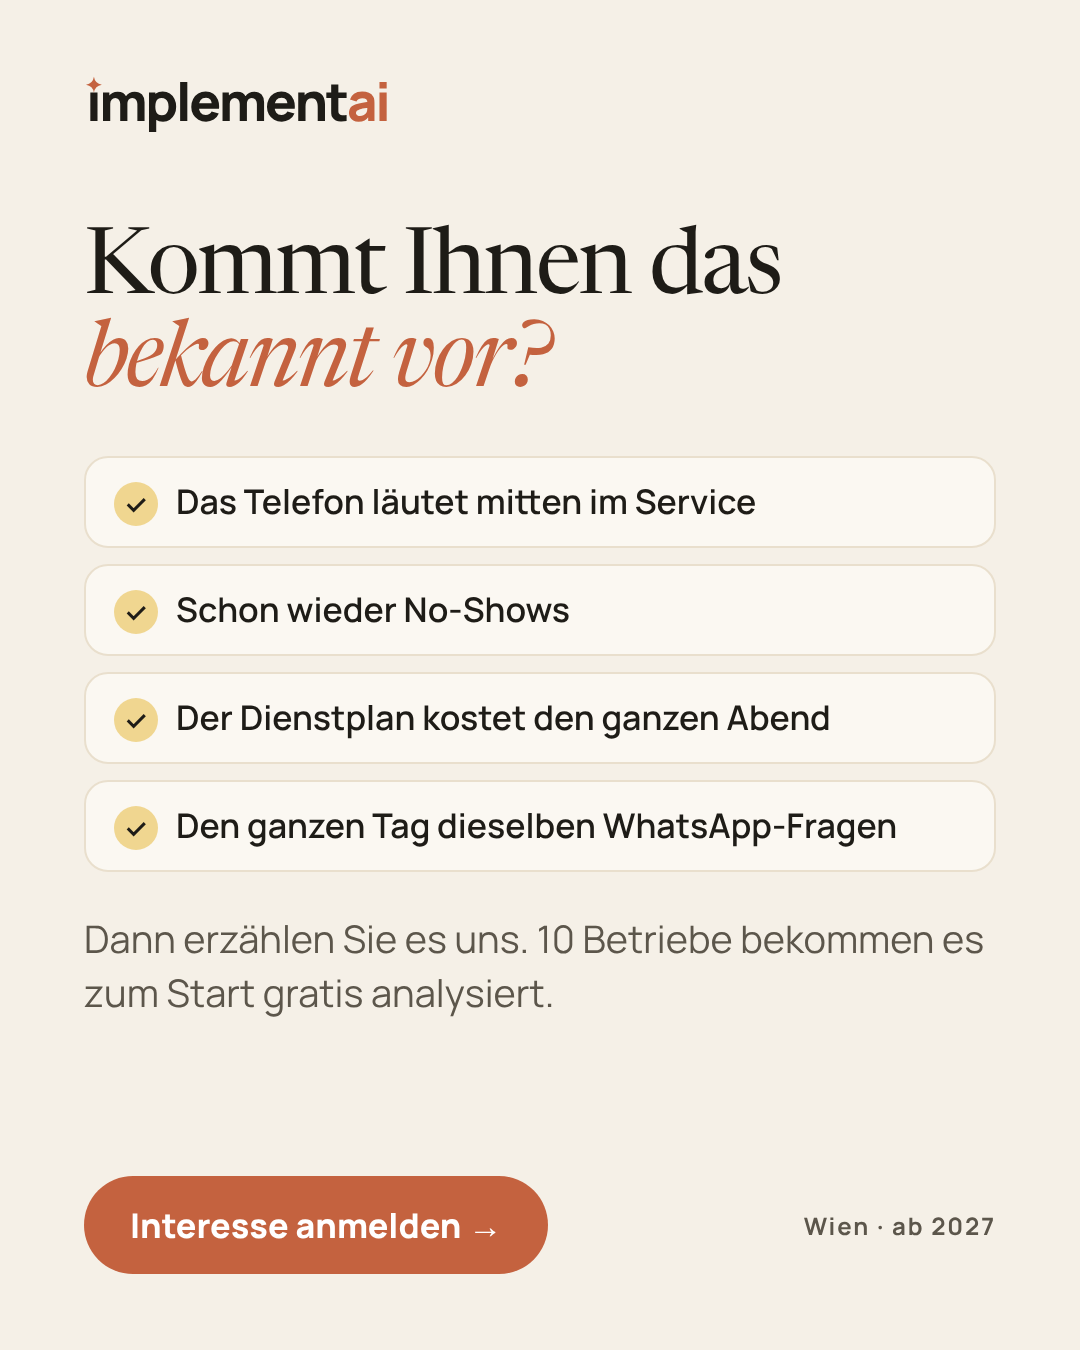 implementai
Kommt Ihnen das
bekannt vor?
Das Telefon läutet mitten im Service
Schon wieder No-Shows
Der Dienstplan kostet den ganzen Abend
Den ganzen Tag dieselben WhatsApp-Fragen
Dann erzählen Sie es uns. 10 Betriebe bekommen es
zum Start gratis analysiert.
Interesse anmelden →
Wien · ab 2027